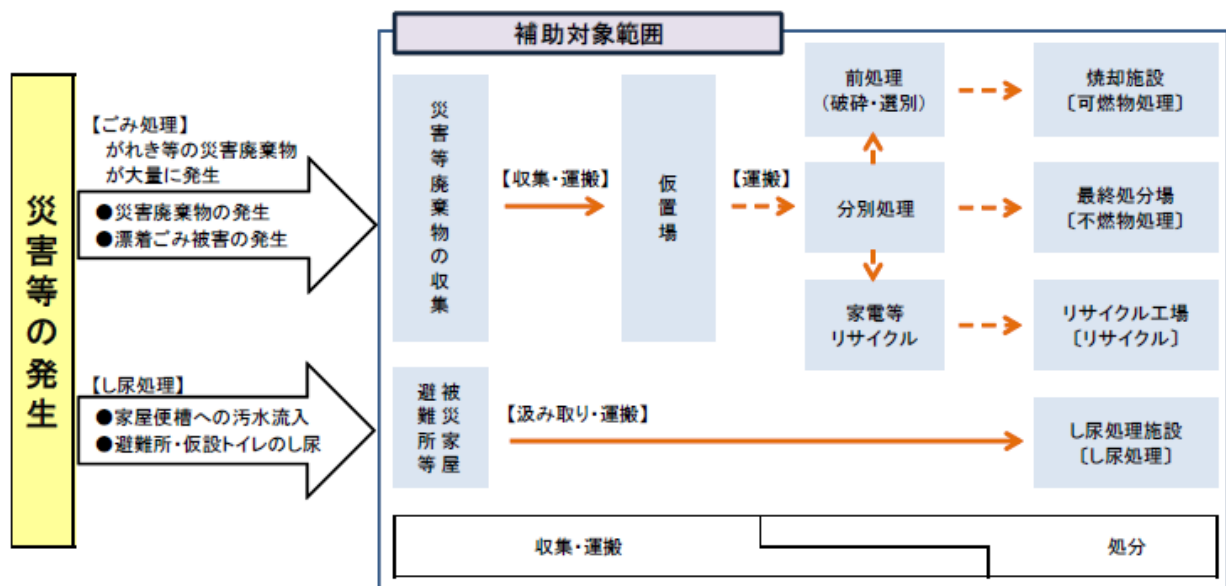 補助対象範囲
災害等の発生
【ごみ処理】
がれき等の災害廃棄物
が大量に発生
●災害廃棄物の発生
●漂着ごみ被害の発生
【し尿処理】
●家屋便槽への汚水流入
●避難所・仮設トイレのし尿
災害等廃棄物の収集
【収集・運搬】
仮置場
【運搬】
前処理
(破砕・選別)
分別処理
家電等
リサイクル
焼却施設
〔可燃物処理〕
最終処分場
〔不燃物処理〕
リサイクル工場
〔リサイクル〕
被災家屋
避難所等
【汲み取り・運搬】
し尿処理施設
〔し尿処理〕
収集・運搬
処分